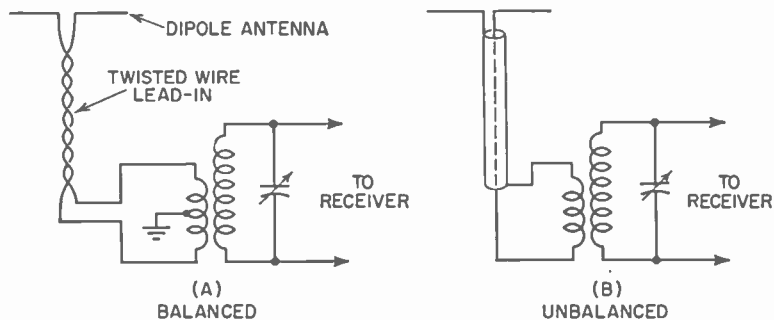 DIPOLE ANTENNA
TWISTED WIRE
LEAD-IN
TO
RECEIVER
(A)
BALANCED
TO
RECEIVER
(B)
UNBALANCED